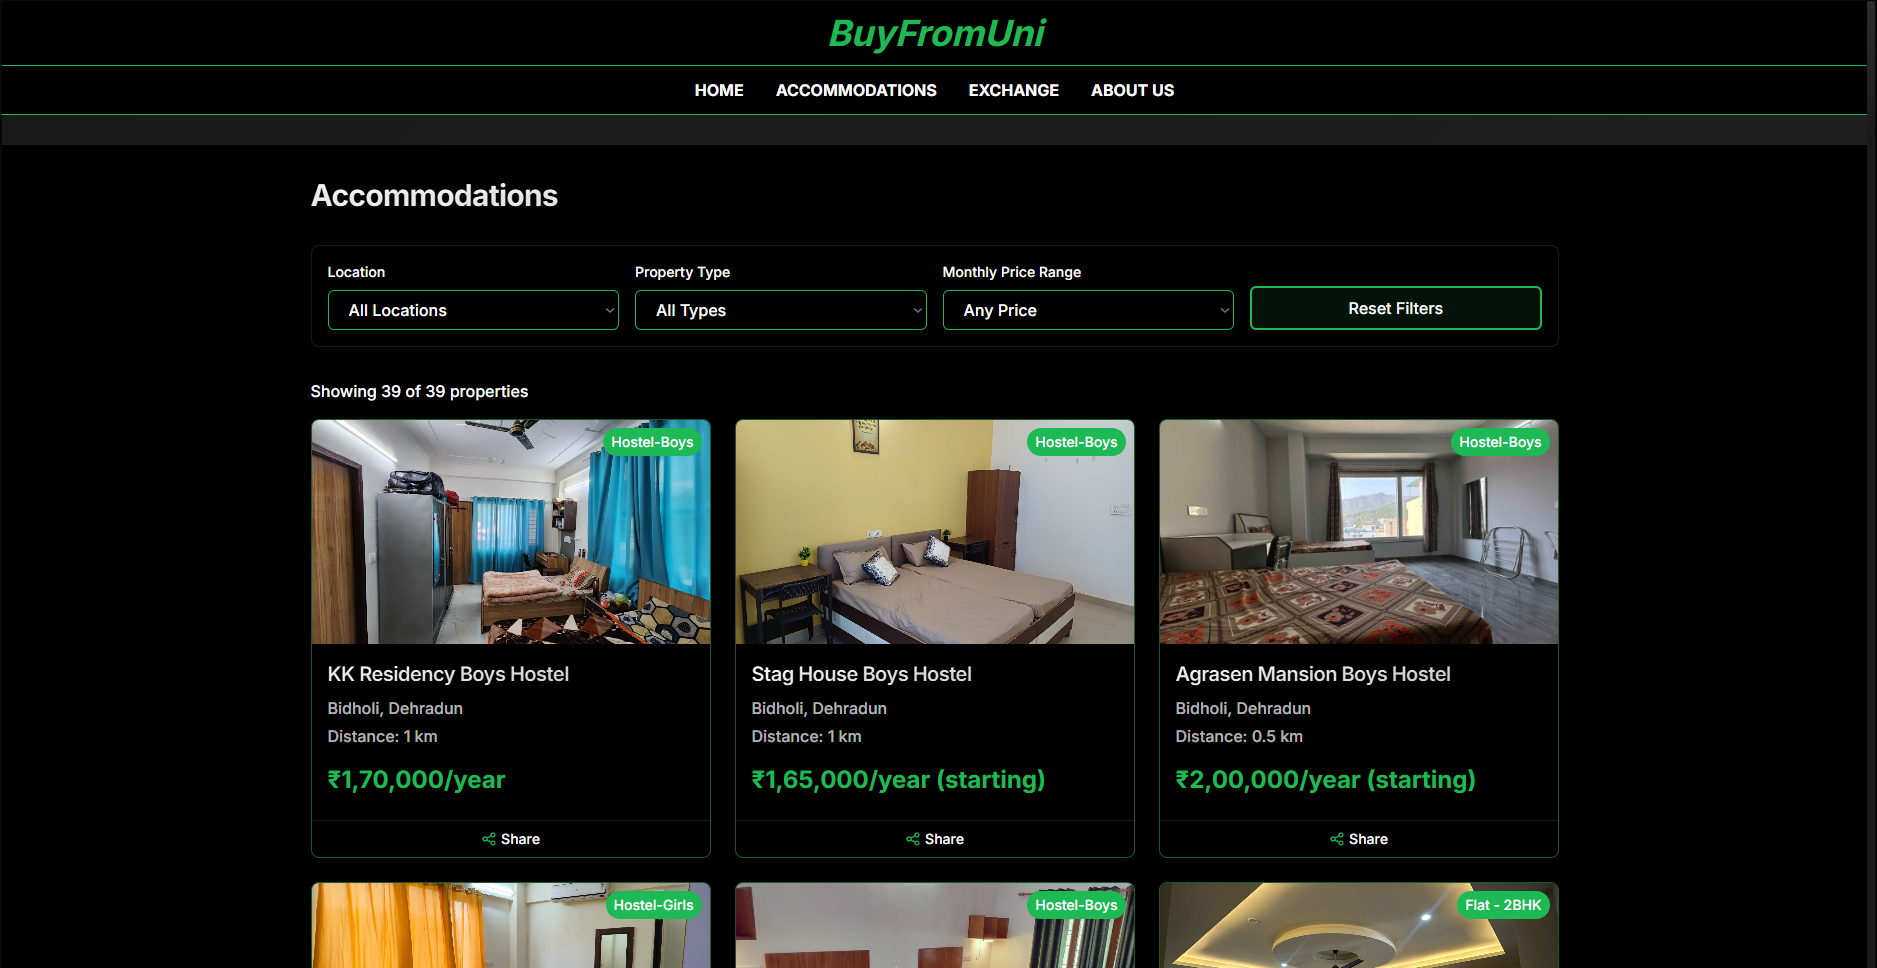 BuyFromUni
HOME ACCOMMODATIONS EXCHANGE ABOUT US
Accommodations
Location Property Type Monthly Price Range
All Locations All Types Any Price Reset Filters
Showing 39 of 39 properties
Hostel-Boys Hostel-Boys Hostel-Boys
KK Residency Boys Hostel Stag House Boys Hostel Agrasen Mansion Boys Hostel
Bidholi, Dehradun Bidholi, Dehradun Bidholi, Dehradun
Distance: 1 km Distance: 1 km Distance: 0.5 km
₹1,70,000/year ₹1,65,000/year (starting) ₹2,00,000/year (starting)
Share Share Share
Hostel-Girls Hostel-Boys Flat - 2BHK